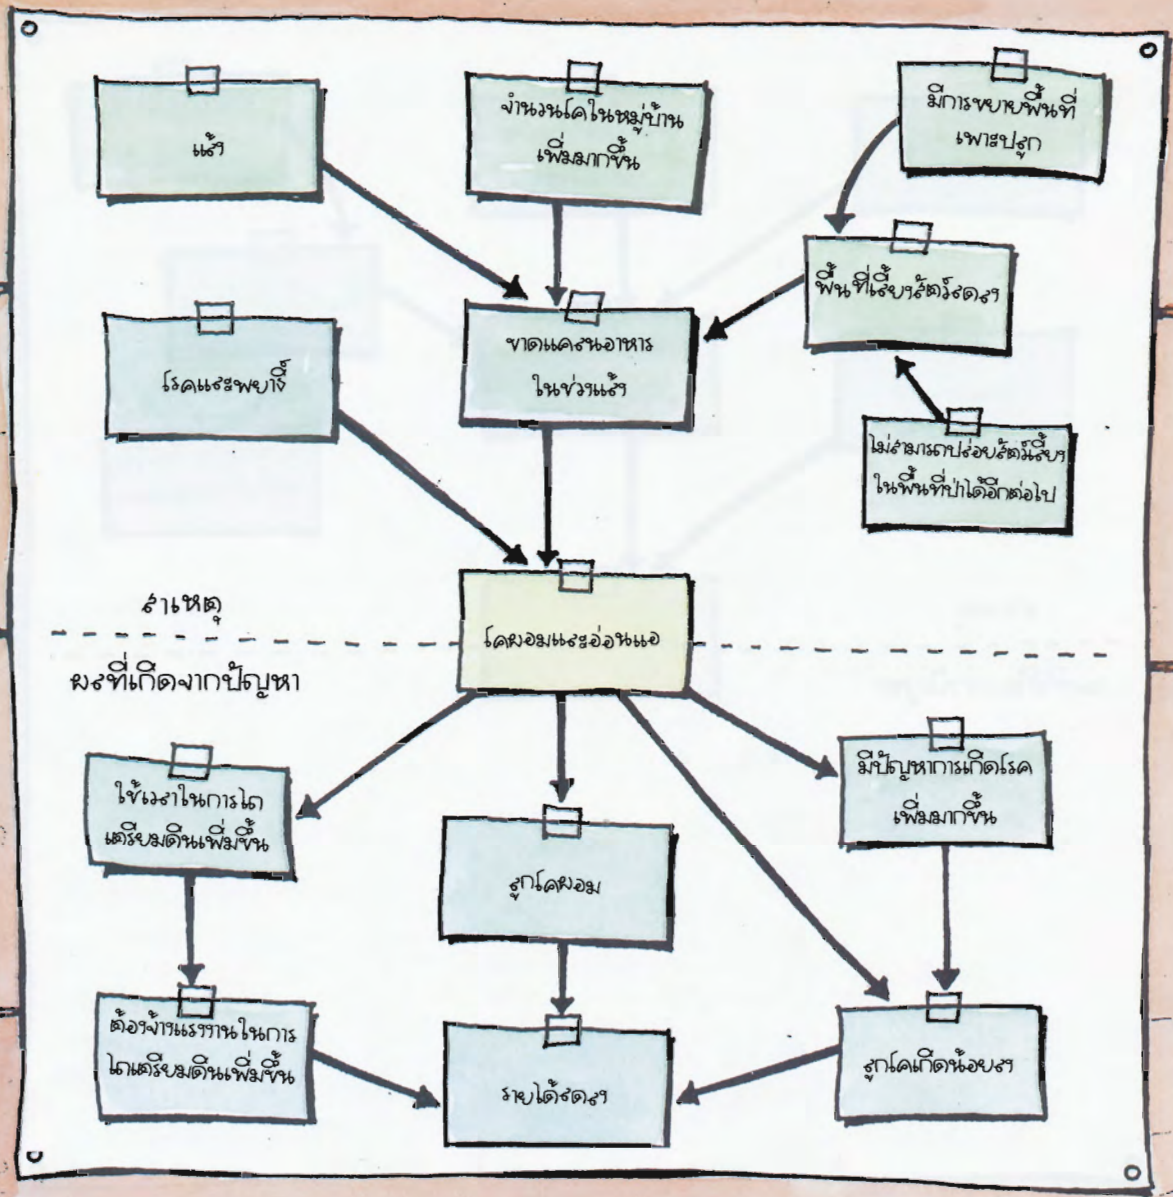 แล้ง
จำนวนโคในหมู่บ้าน
เพิ่มมากขึ้น
มีการขยายพื้นที่
เพาะปลูก
พื้นที่เลี้ยงสัตว์ลดลง
โรคและพยาธิ
ขาดแคลนอาหาร
ในช่วงแล้ง
ไม่สามารถปล่อยสัตว์เลี้ยง
ในพื้นที่ป่าได้อีกต่อไป
สาเหตุ
โคผอมและอ่อนแอ
ผลที่เกิดจากปัญหา
ใช้เวลาในการไถ
เตรียมดินเพิ่มขึ้น
มีปัญหาการเกิดโรค
เพิ่มมากขึ้น
ลูกโคผอม
ต้องจ้างแรงงานในการ
ไถเตรียมดินเพิ่มขึ้น
รายได้ลดลง
ลูกโคเกิดน้อยลง